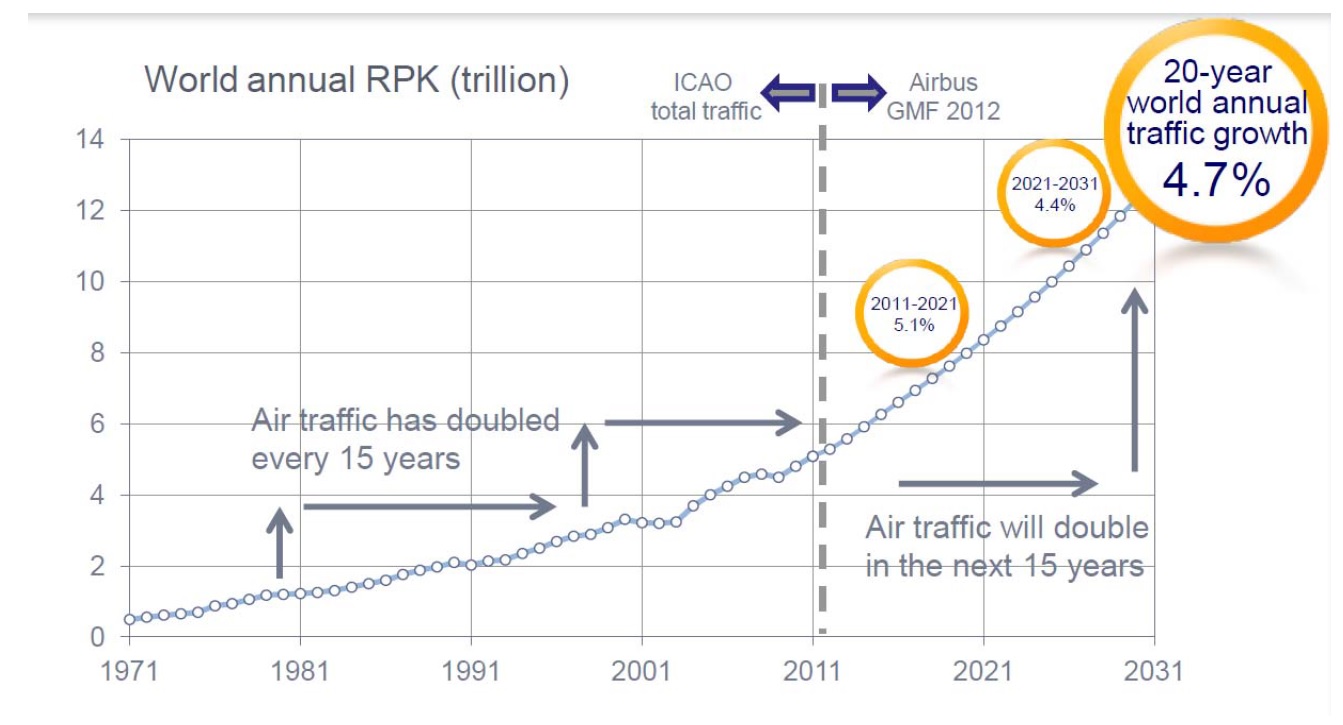 World annual RPK (trillion)
ICAO
total traffic
Airbus
GMF 2012
20-year
world annual
traffic growth
4.7%
2021-2031
4.4%
2011-2021
5.1%
Air traffic has doubled
every 15 years
Air traffic will double
in the next 15 years
14
12
10
8
6
4
2
0
1971 1981 1991 2001 2011 2021 2031